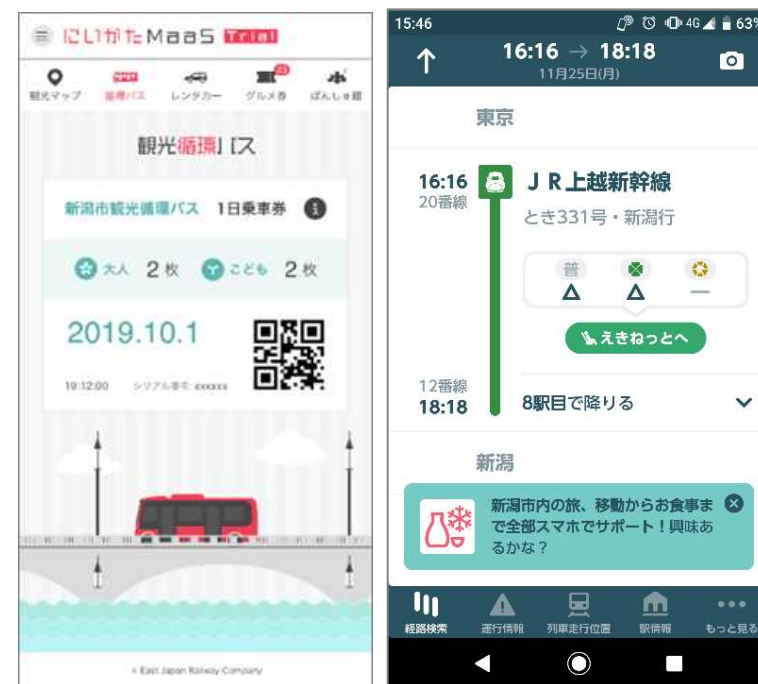 にいがたMaaS Trial
観光マップ
循環バス
レンタカー
グルメ券
ぽんしゅ館
観光循環バス
新潟市観光循環バス 1日乗車券
大人 2枚 こども 2枚
2019.10.1
19:12:00 シリアル番号: xxxxxx
© East Japan Railway Company
15:46
4G 63%
16:16 → 18:18
11月25日(月)
東京
16:16
20番線
JR上越新幹線
とき331号・新潟行
普
△ △ —
えきねっとへ
12番線
18:18
8駅目で降りる
新潟
新潟市内の旅、移動からお食事ま
で全部スマホでサポート！興味あ
るかな？
経路検索
運行情報
列車走行位置
駅情報
もっと見る